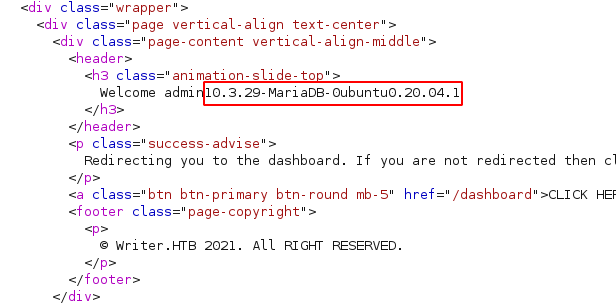 <div class="wrapper">
<div class="page vertical-align text-center">
<div class="page-content vertical-align-middle">
<header>
<h3 class="animation-slide-top">
Welcome admin10.3.29-MariaDB-0ubuntu0.20.04.1
</h3>
</header>
<p class="success-advise">
Redirecting you to the dashboard. If you are not redirected then cl
</p>
<a class="btn btn-primary btn-round mb-5" href="/dashboard">CLICK HER
<footer class="page-copyright">
<p>
© Writer.HTB 2021. All RIGHT RESERVED.
</p>
</footer>
</div>